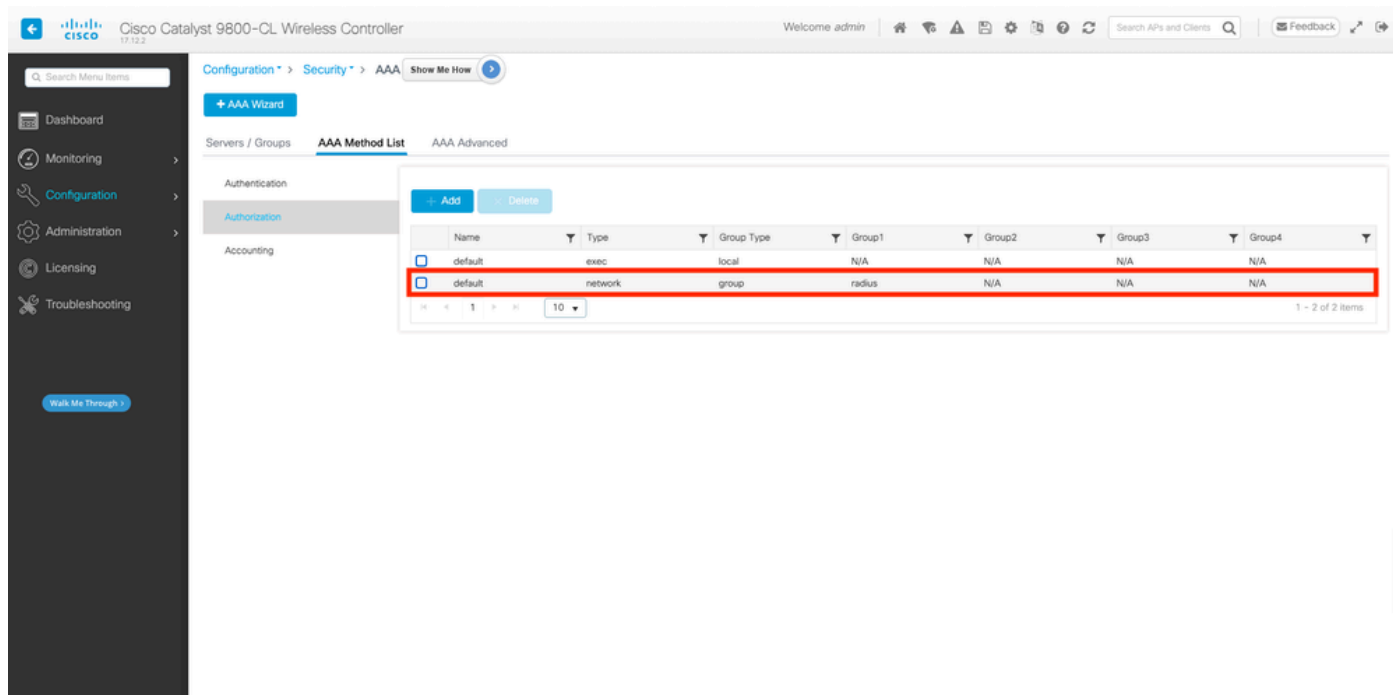 CISCO
Cisco Catalyst 9800-CL Wireless Controller
17.12.2
Welcome admin
Search APs and Clients
Feedback
Search Menu Items
Dashboard
Monitoring
Configuration
Administration
Licensing
Troubleshooting
Walk Me Through >
Configuration > Security > AAA
Show Me How
+ AAA Wizard
Servers / Groups AAA Method List AAA Advanced
Authentication
Authorization
Accounting
+ Add × Delete
Name Type Group Type Group1 Group2 Group3 Group4
default exec local N/A N/A N/A N/A
default network group radius N/A N/A N/A
1 10 1 - 2 of 2 items